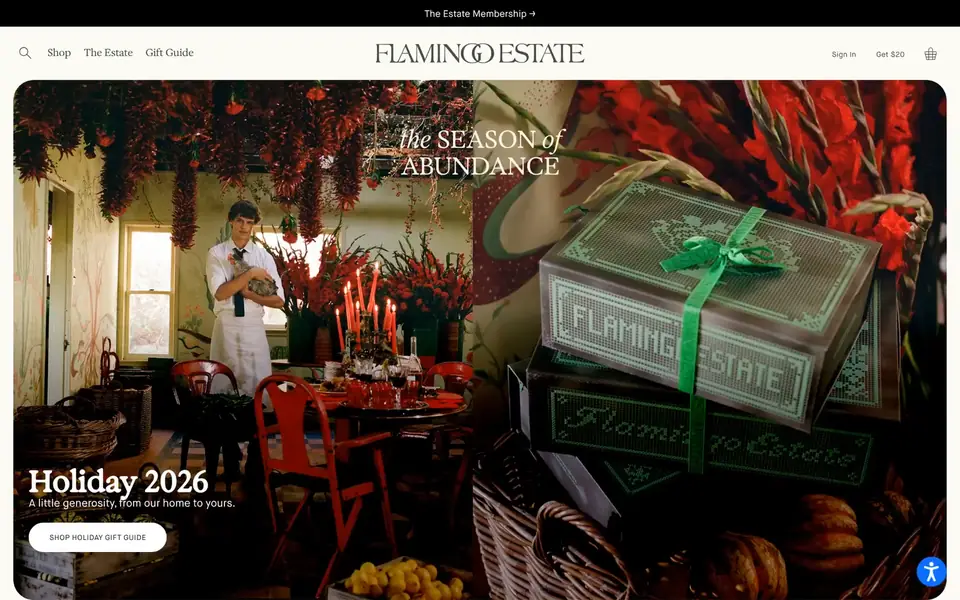 The Estate Membership →
Shop
The Estate
Gift Guide
FLAMINGO ESTATE
Sign In
Get $20
the SEASON of
ABUNDANCE
FLAMINGO ESTATE
Flamingo Estate
Holiday 2026
A little generosity, from our home to yours.
SHOP HOLIDAY GIFT GUIDE